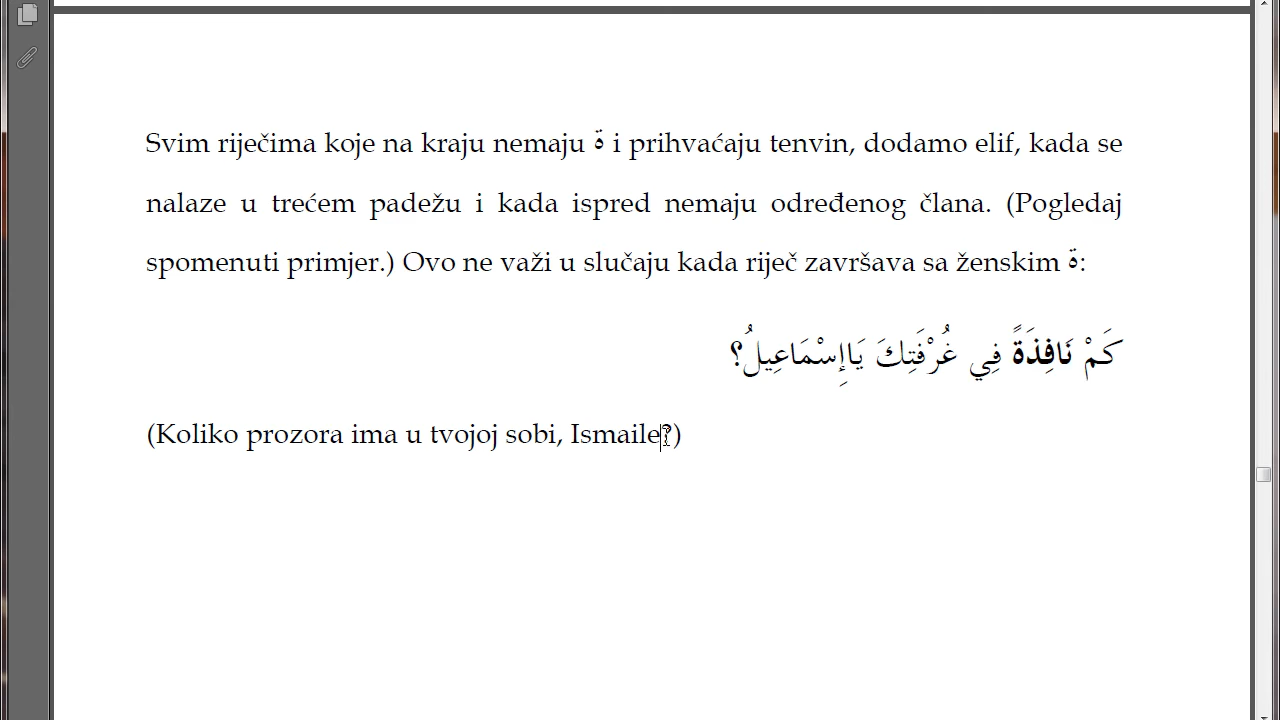 Svim riječima koje na kraju nemaju ة i prihvaćaju tenvin, dodamo elif, kada se
nalaze u trećem padežu i kada ispred nemaju određenog člana. (Pogledaj
spomenuti primjer.) Ovo ne važi u slučaju kada riječ završava sa ženskim ة:
كَمْ نَافِذَةً فِي غُرْفَتِكَ يَاإِسْمَاعِيلُ؟
(Koliko prozora ima u tvojoj sobi, Ismaile?)